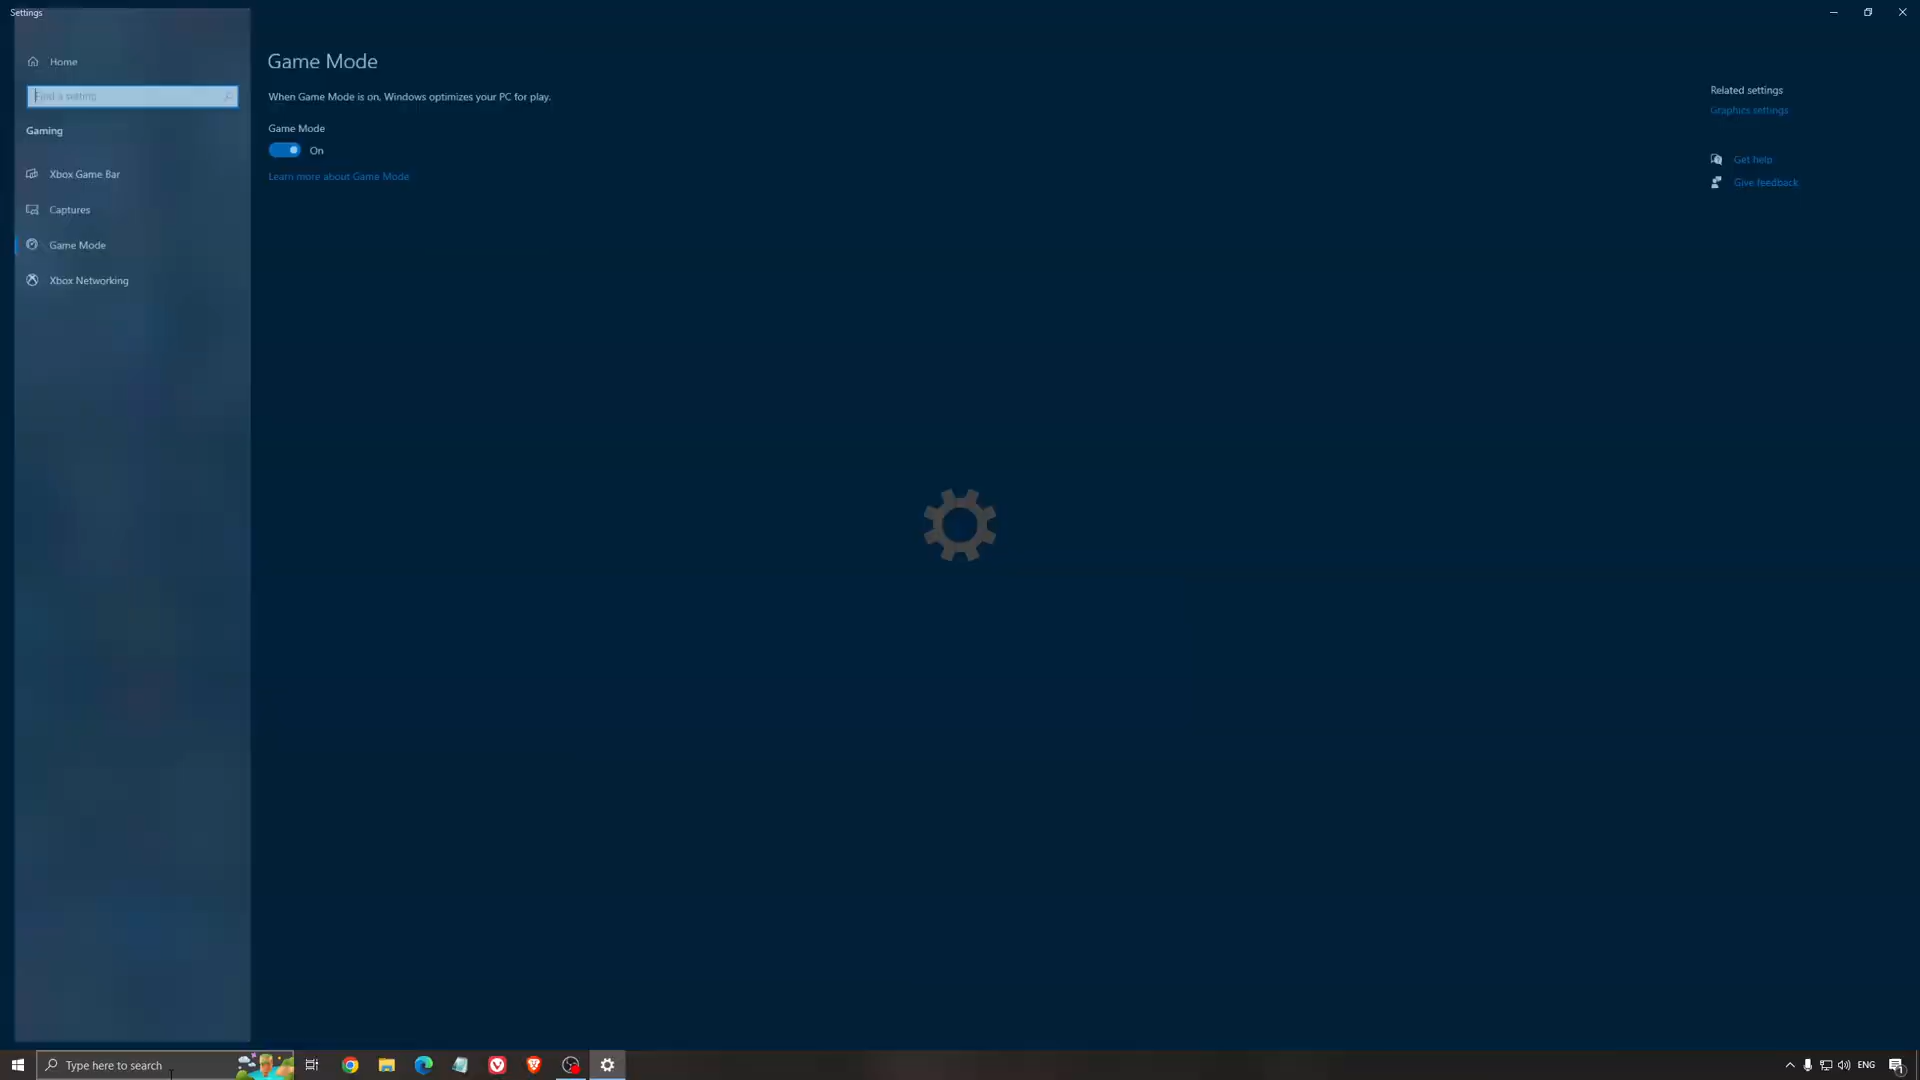 Settings
Home
Find a setting
Gaming
Xbox Game Bar
Captures
Game Mode
Xbox Networking
Game Mode
When Game Mode is on, Windows optimizes your PC for play.
Game Mode
On
Learn more about Game Mode
Related settings
Graphics settings
Get help
Give feedback
Type here to search
ENG
1